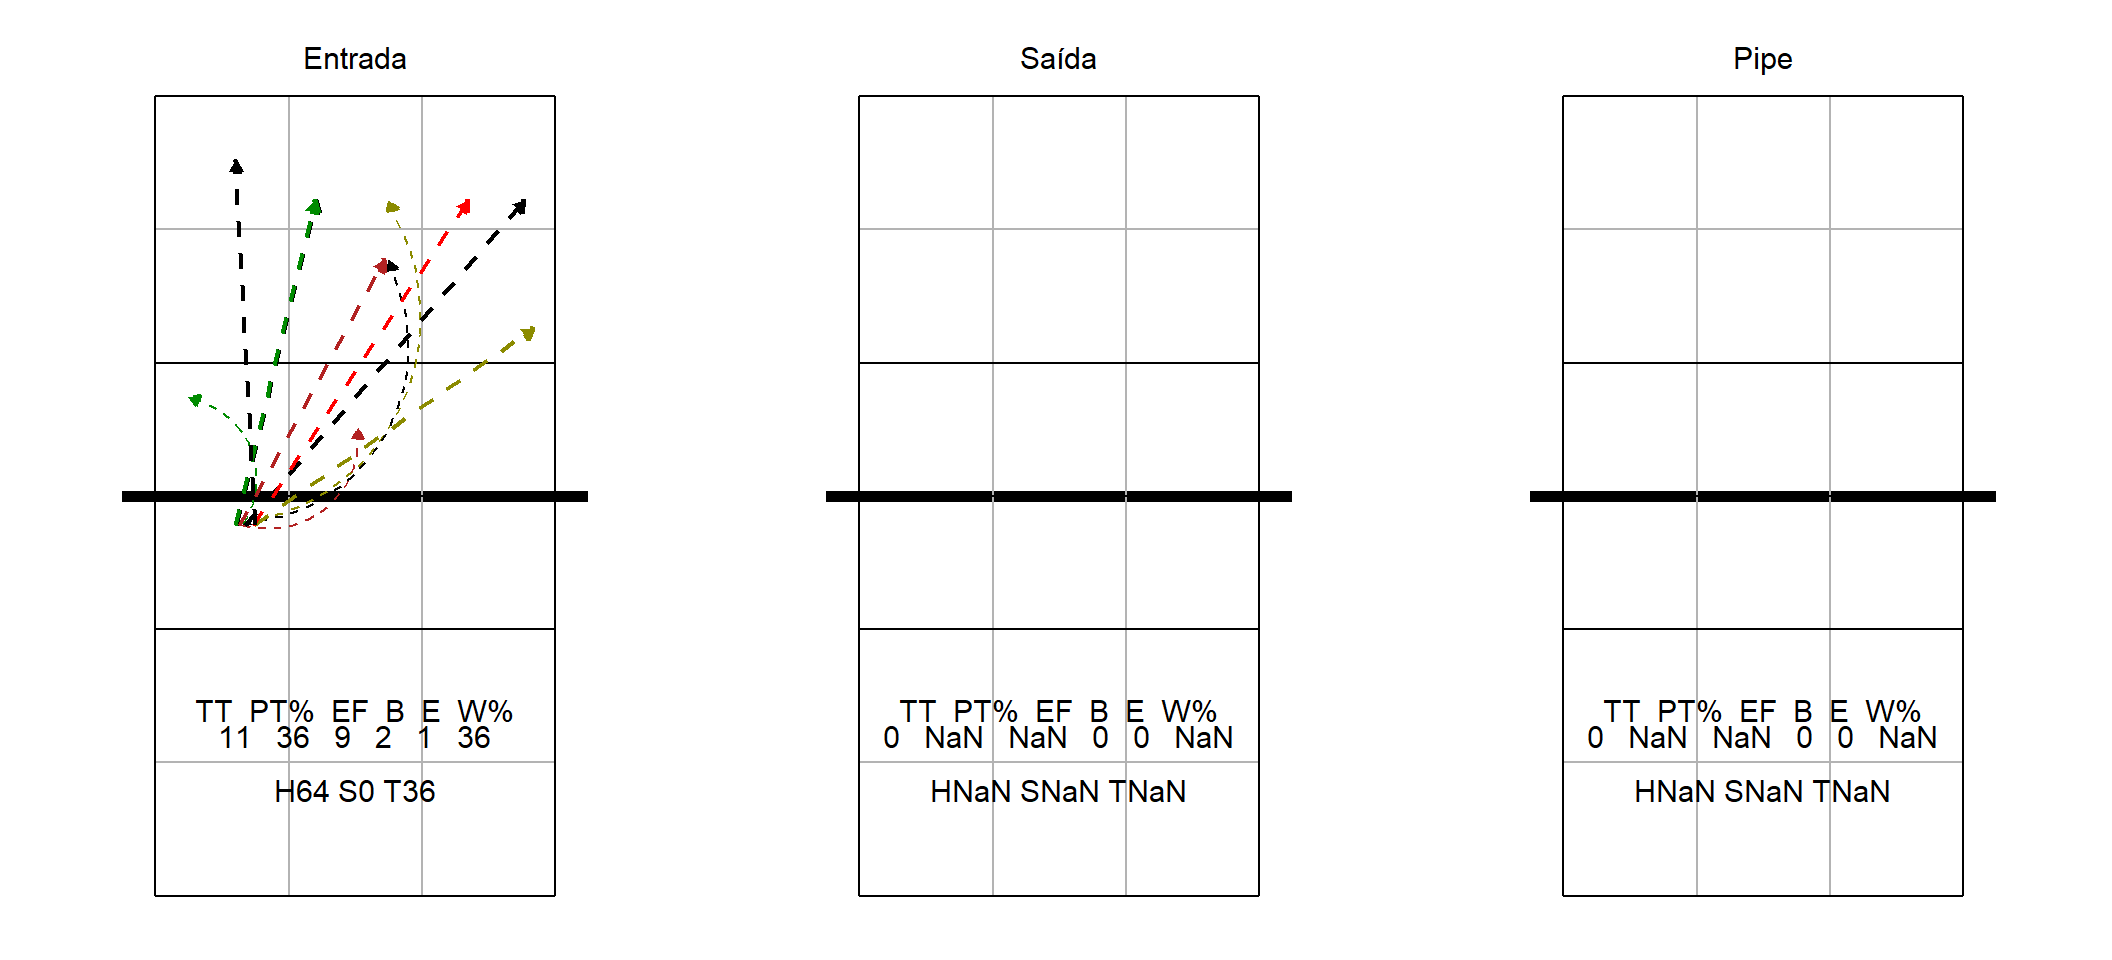 Entrada
Saída
Pipe
TT PT% EF B E W%
11 36 9 2 1 36
H64 S0 T36
TT PT% EF B E W%
0 NaN NaN 0 0 NaN
HNaN SNaN TNaN
TT PT% EF B E W%
0 NaN NaN 0 0 NaN
HNaN SNaN TNaN